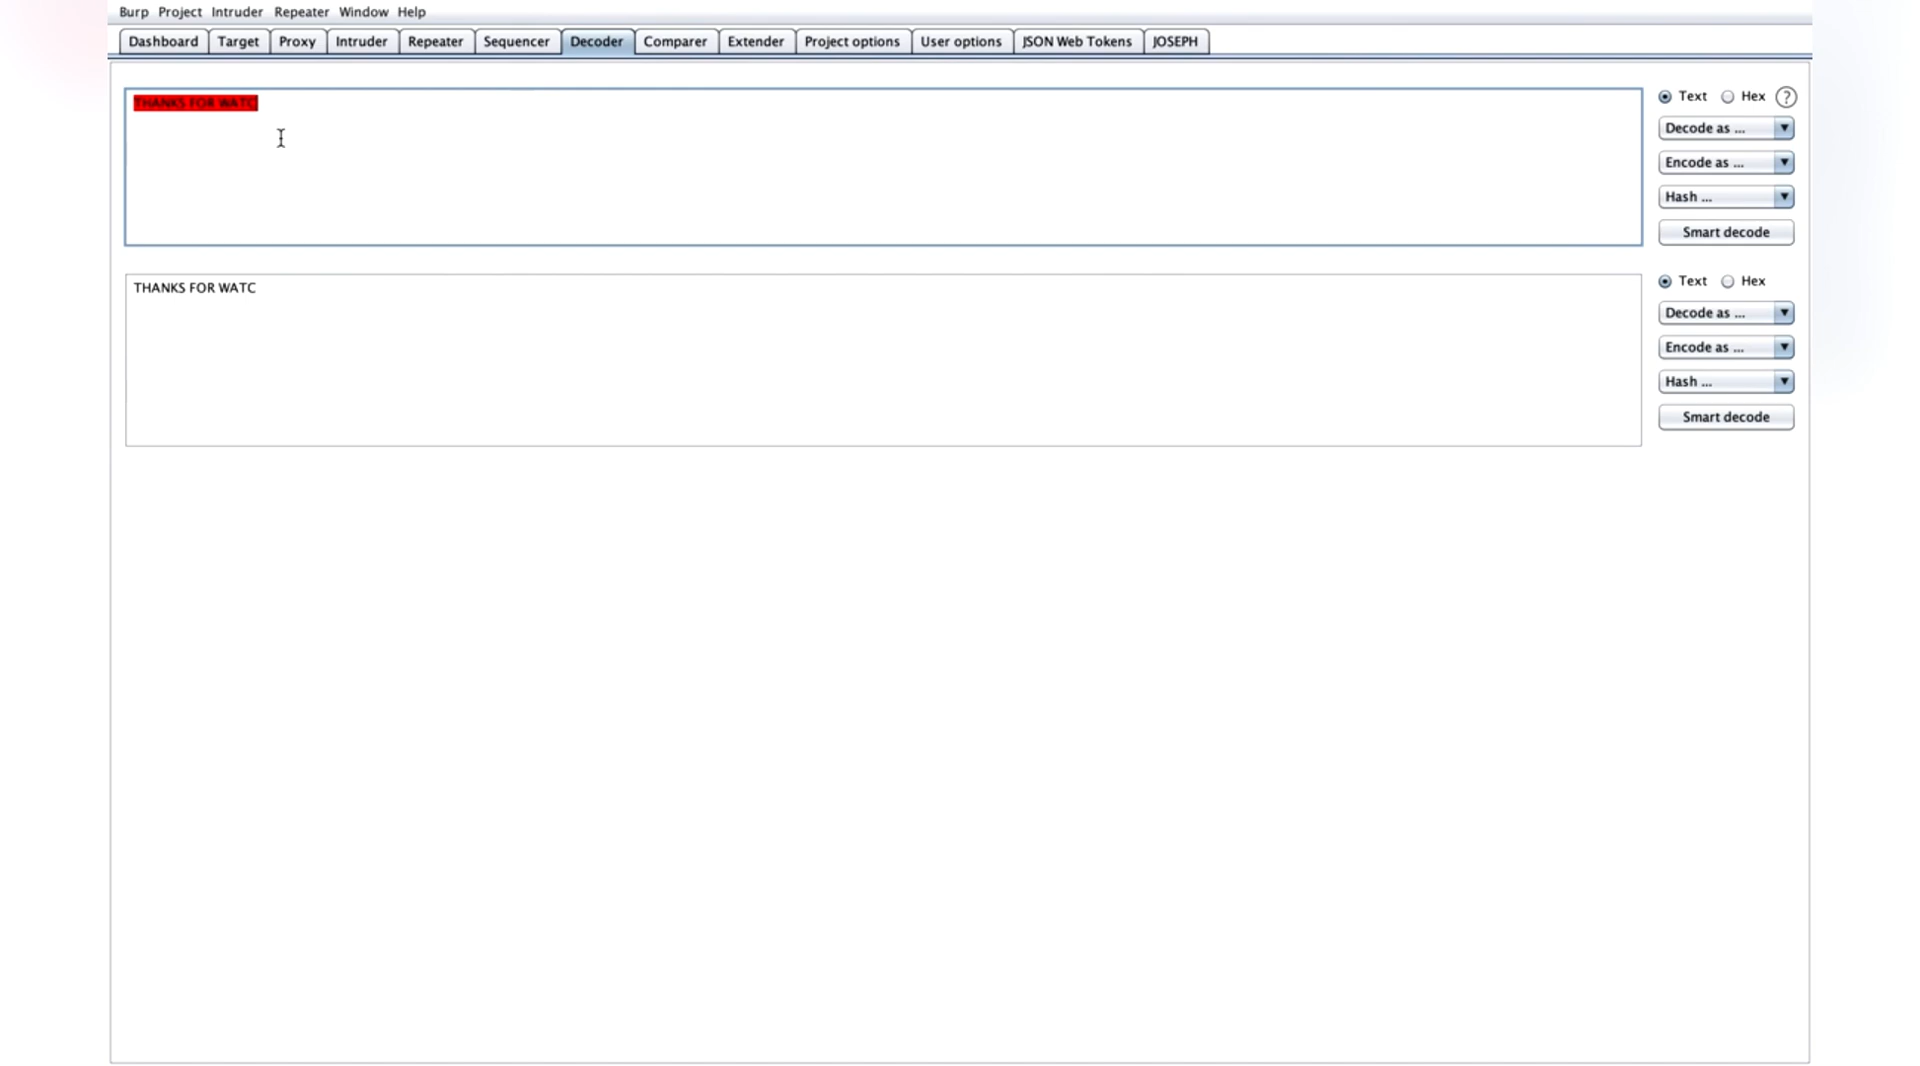 Burp Project Intruder Repeater Window Help
Dashboard Target Proxy Intruder Repeater Sequencer Decoder Comparer Extender Project options User options JSON Web Tokens JOSEPH
THANKS FOR WATC
Text Hex ?
Decode as ...
Encode as ...
Hash ...
Smart decode
THANKS FOR WATC
Text Hex
Decode as ...
Encode as ...
Hash ...
Smart decode